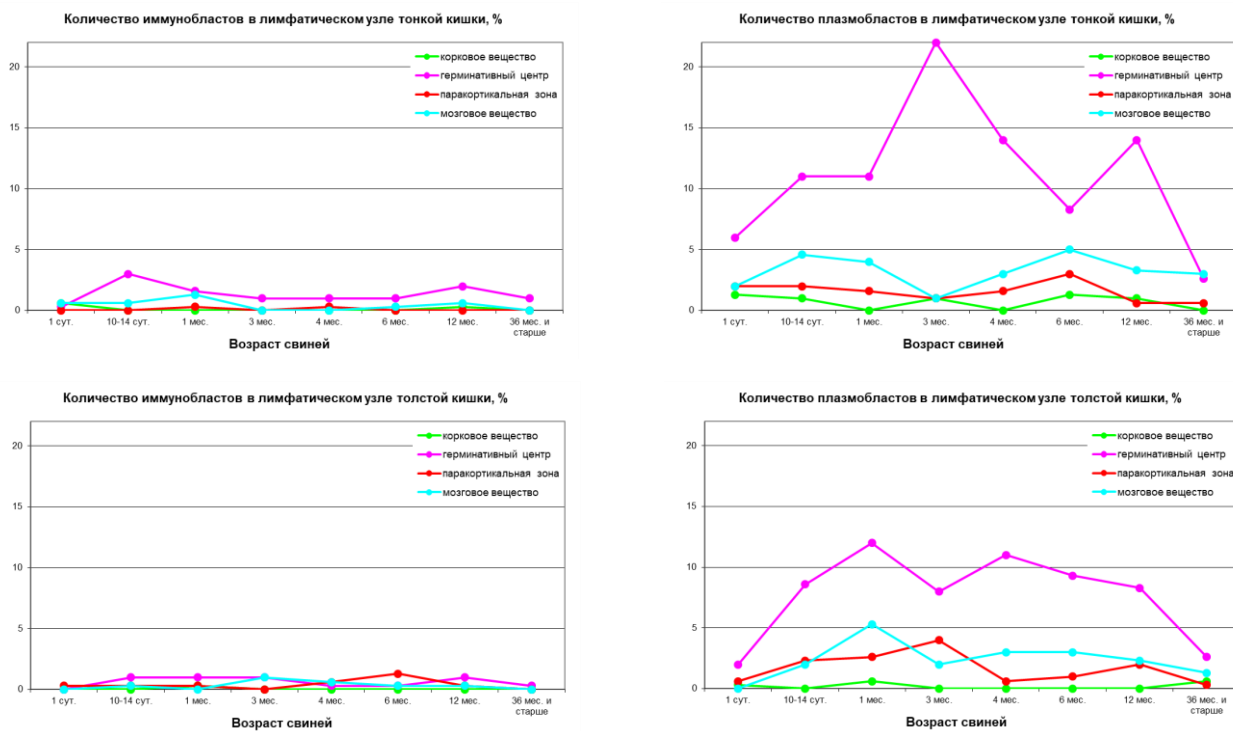 Количество иммунобластов в лимфатическом узле тонкой кишки, %
20
15
10
5
0
корковое вещество
герминативный центр
паракортикальная зона
мозговое вещество
1 сут.
10-14 сут.
1 мес.
3 мес.
4 мес.
6 мес.
12 мес.
36 мес. и
старше
Возраст свиней
Количество плазмобластов в лимфатическом узле тонкой кишки, %
20
15
10
5
0
корковое вещество
герминативный центр
паракортикальная зона
мозговое вещество
1 сут.
10-14 сут.
1 мес.
3 мес.
4 мес.
6 мес.
12 мес.
36 мес. и
старше
Возраст свиней
Количество иммунобластов в лимфатическом узле толстой кишки, %
20
15
10
5
0
корковое вещество
герминативный центр
паракортикальная зона
мозговое вещество
1 сут.
10-14 сут.
1 мес.
3 мес.
4 мес.
6 мес.
12 мес.
36 мес. и
старше
Возраст свиней
Количество плазмобластов в лимфатическом узле толстой кишки, %
20
15
10
5
0
корковое вещество
герминативный центр
паракортикальная зона
мозговое вещество
1 сут.
10-14 сут.
1 мес.
3 мес.
4 мес.
6 мес.
12 мес.
36 мес. и
старше
Возраст свиней